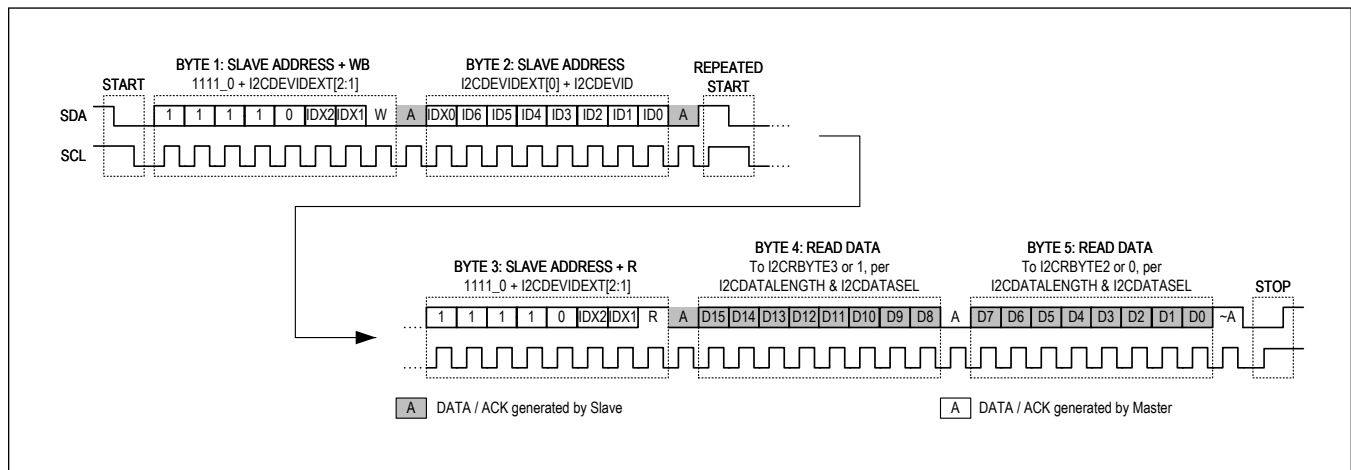 BYTE 1: SLAVE ADDRESS + WB
1111_0 + I2CDEVIDEXT[2:1]
BYTE 2: SLAVE ADDRESS
I2CDEVIDEXT[0] + I2CDEVID
START
REPEATED
START
SDA
1 1 1 1 0 IDX2 IDX1 W A IDX0 ID6 ID5 ID4 ID3 ID2 ID1 ID0 A
SCL
BYTE 3: SLAVE ADDRESS + R
1111_0 + I2CDEVIDEXT[2:1]
BYTE 4: READ DATA
To I2CRBYTE3 or 1, per
I2CDATALENGTH & I2CDATASEL
BYTE 5: READ DATA
To I2CRBYTE2 or 0, per
I2CDATALENGTH & I2CDATASEL
STOP
1 1 1 1 0 IDX2 IDX1 R A D15 D14 D13 D12 D11 D10 D9 D8 A D7 D6 D5 D4 D3 D2 D1 D0 ~A
A DATA / ACK generated by Slave
A DATA / ACK generated by Master